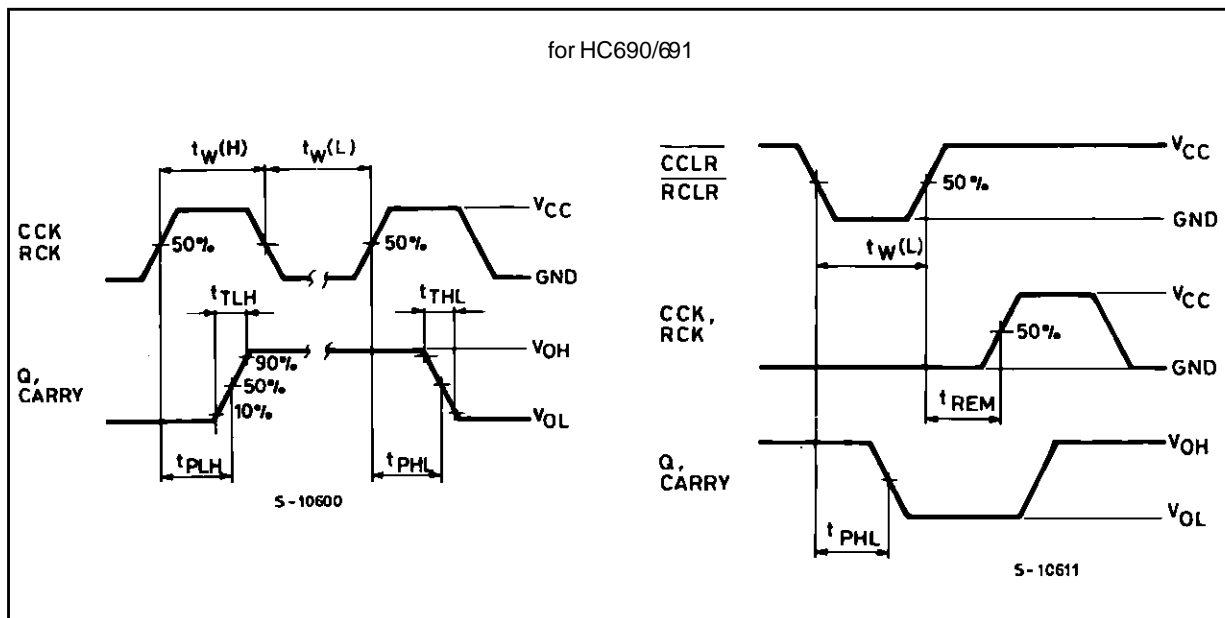 for HC690/691
tW(H)
tW(L)
CCK
RCK
50%
50%
VCC
GND
tTLH
tTHL
Q,
CARRY
90%
50%
10%
VOH
VOL
tPLH
tPHL
S-10600
CCLR
RCLR
50%
VCC
GND
tW(L)
CCK,
RCK
50%
VCC
GND
tREM
Q,
CARRY
VOH
VOL
tPHL
S-10611